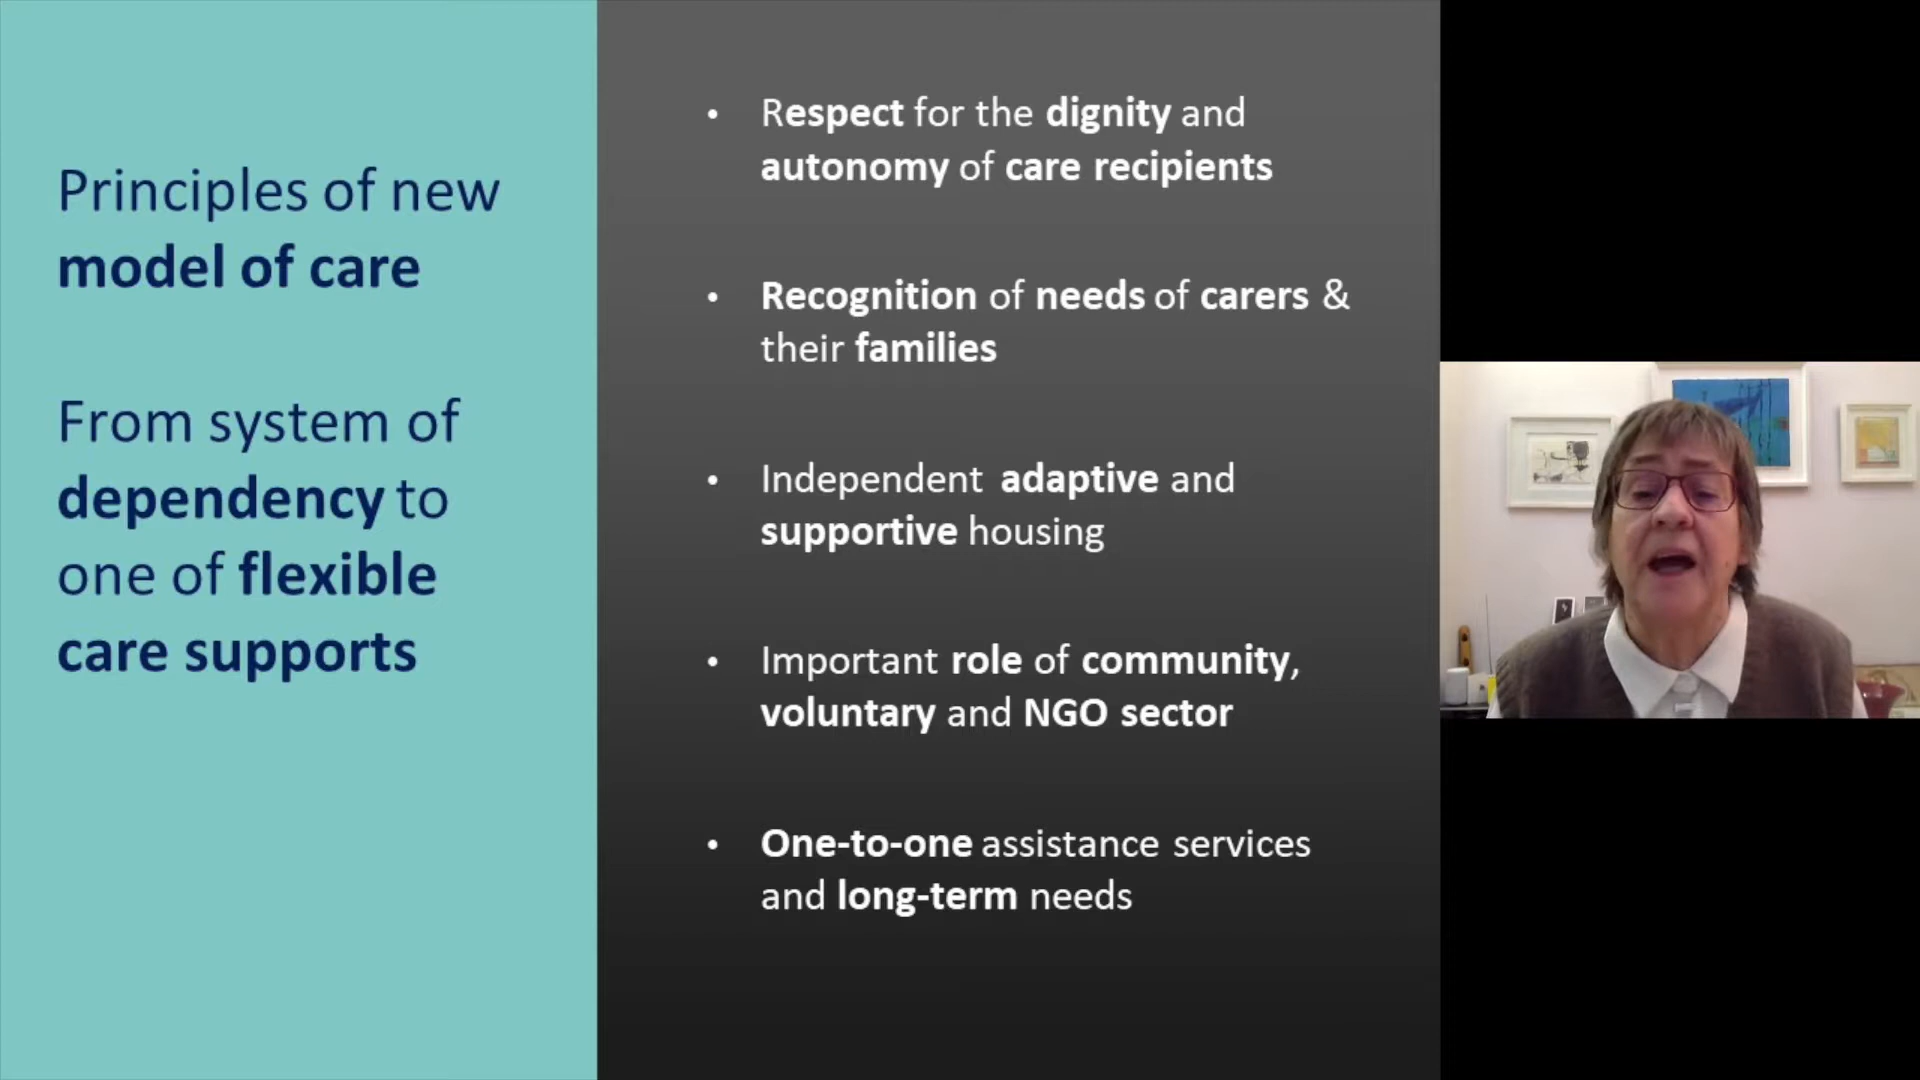 Principles of new
model of care
From system of
dependency to
one of flexible
care supports
• Respect for the dignity and
autonomy of care recipients
• Recognition of needs of carers &
their families
• Independent adaptive and
supportive housing
• Important role of community,
voluntary and NGO sector
• One-to-one assistance services
and long-term needs